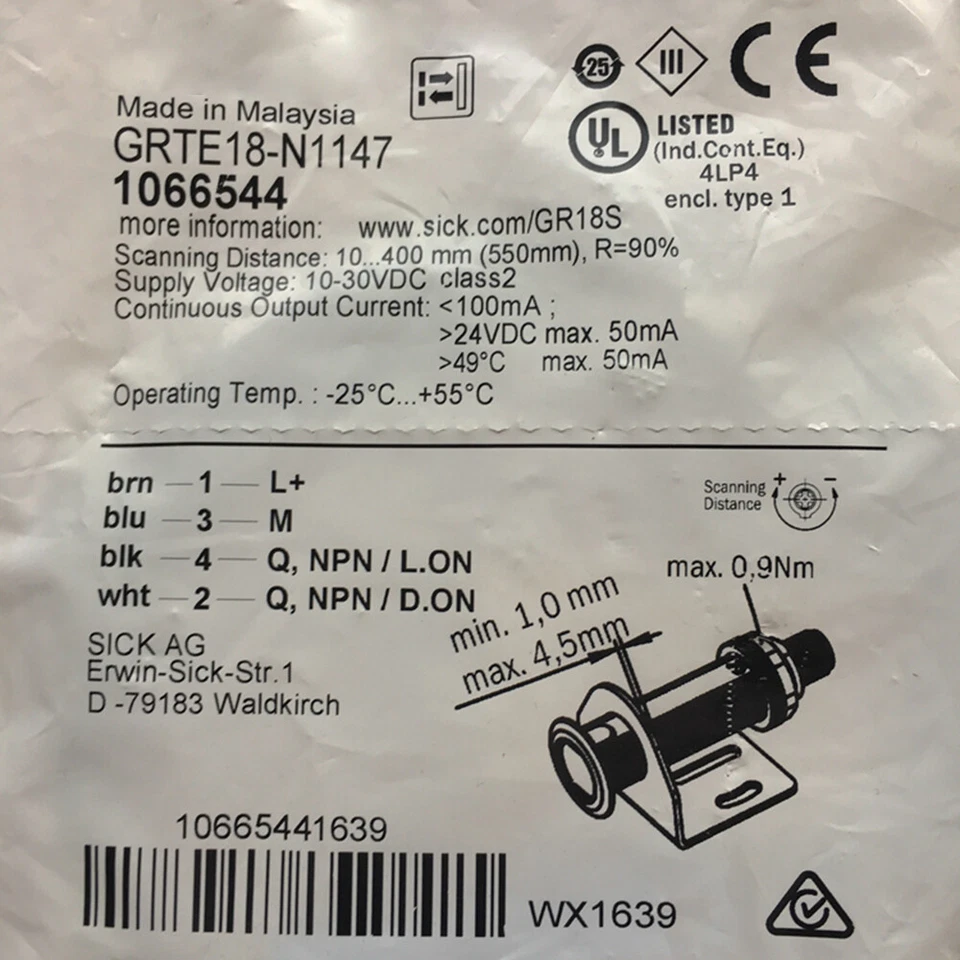 25
III
CE
Made in Malaysia
GRTE18-N1147
1066544
UL LISTED
(Ind.Cont.Eq.)
4LP4
encl. type 1
more information: www.sick.com/GR18S
Scanning Distance: 10...400 mm (550mm), R=90%
Supply Voltage: 10-30VDC class2
Continuous Output Current: <100mA ;
>24VDC max. 50mA
>49°C max. 50mA
Operating Temp. : -25°C...+55°C
brn — 1 — L+
blu — 3 — M
blk — 4 — Q, NPN / L.ON
wht — 2 — Q, NPN / D.ON
Scanning + -
Distance
max. 0,9Nm
min. 1,0 mm
max. 4,5mm
SICK AG
Erwin-Sick-Str.1
D -79183 Waldkirch
10665441639
WX1639